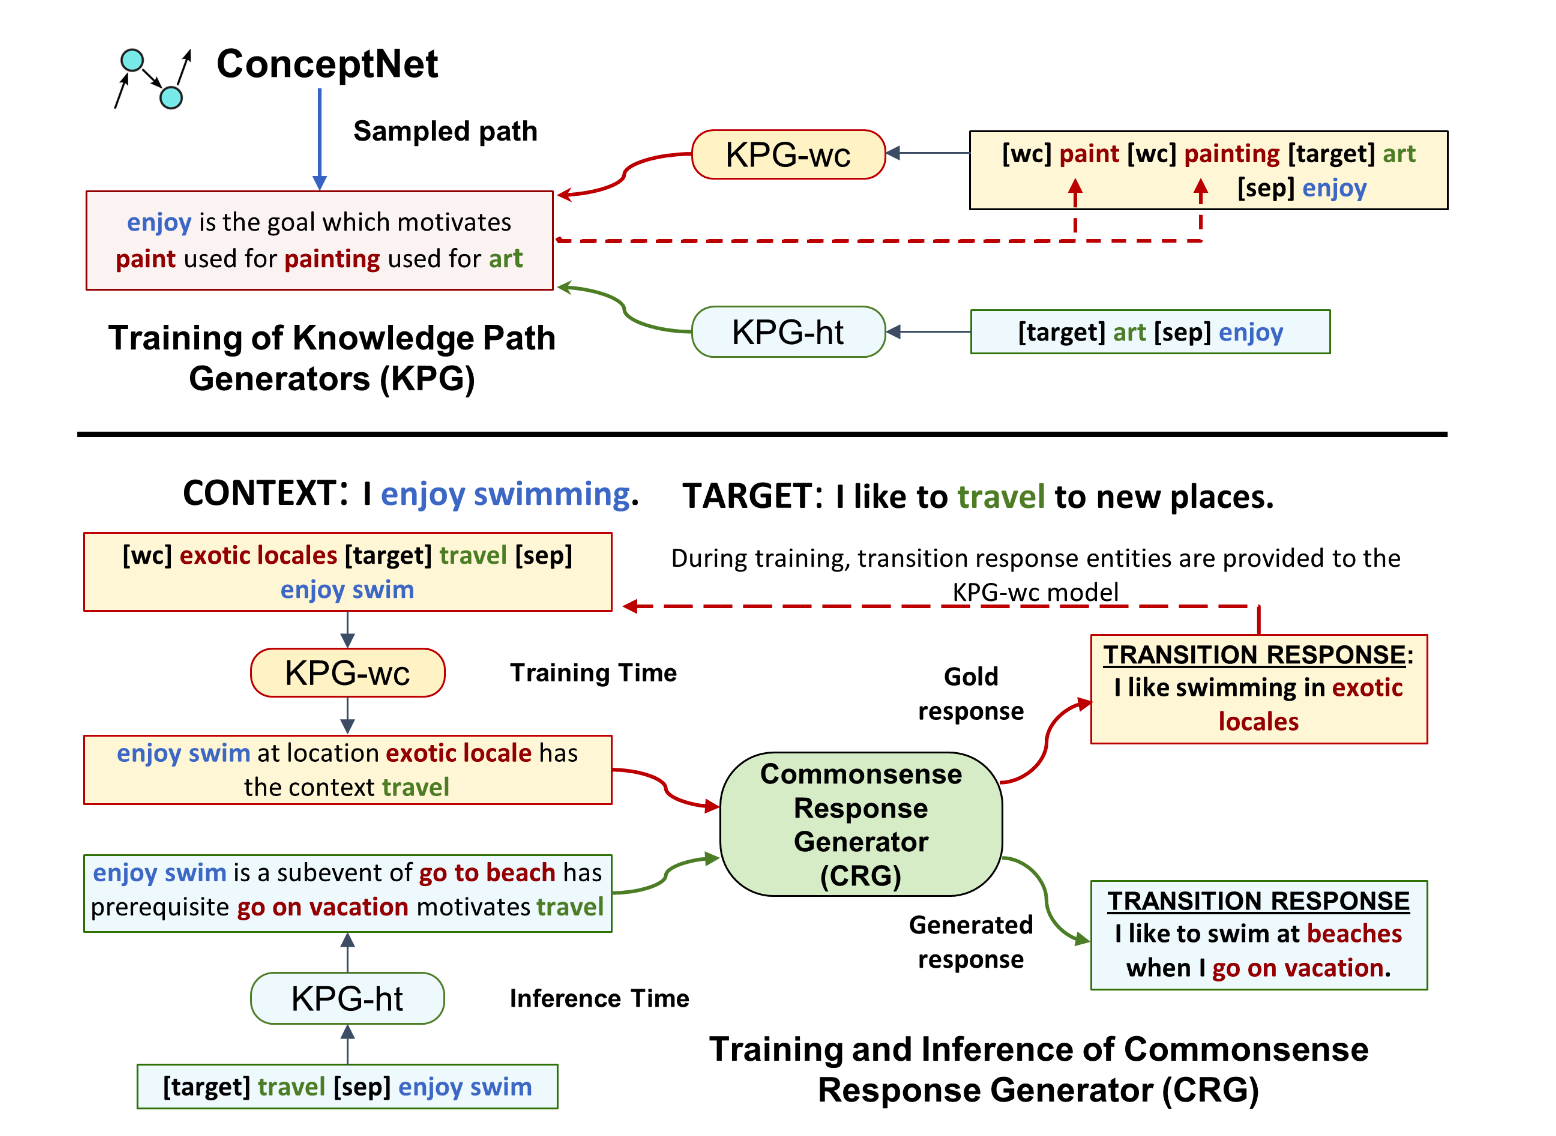 ConceptNet
Sampled path
enjoy is the goal which motivates
paint used for painting used for art
KPG-wc
[wc] paint [wc] painting [target] art
[sep] enjoy
KPG-ht
[target] art [sep] enjoy
Training of Knowledge Path
Generators (KPG)
CONTEXT: I enjoy swimming.
TARGET: I like to travel to new places.
[wc] exotic locales [target] travel [sep]
enjoy swim
During training, transition response entities are provided to the
KPG-wc model
KPG-wc
Training Time
enjoy swim at location exotic locale has
the context travel
Gold
response
TRANSITION RESPONSE:
I like swimming in exotic
locales
Commonsense
Response
Generator
(CRG)
enjoy swim is a subevent of go to beach has
prerequisite go on vacation motivates travel
Generated
response
TRANSITION RESPONSE
I like to swim at beaches
when I go on vacation.
KPG-ht
Inference Time
[target] travel [sep] enjoy swim
Training and Inference of Commonsense
Response Generator (CRG)